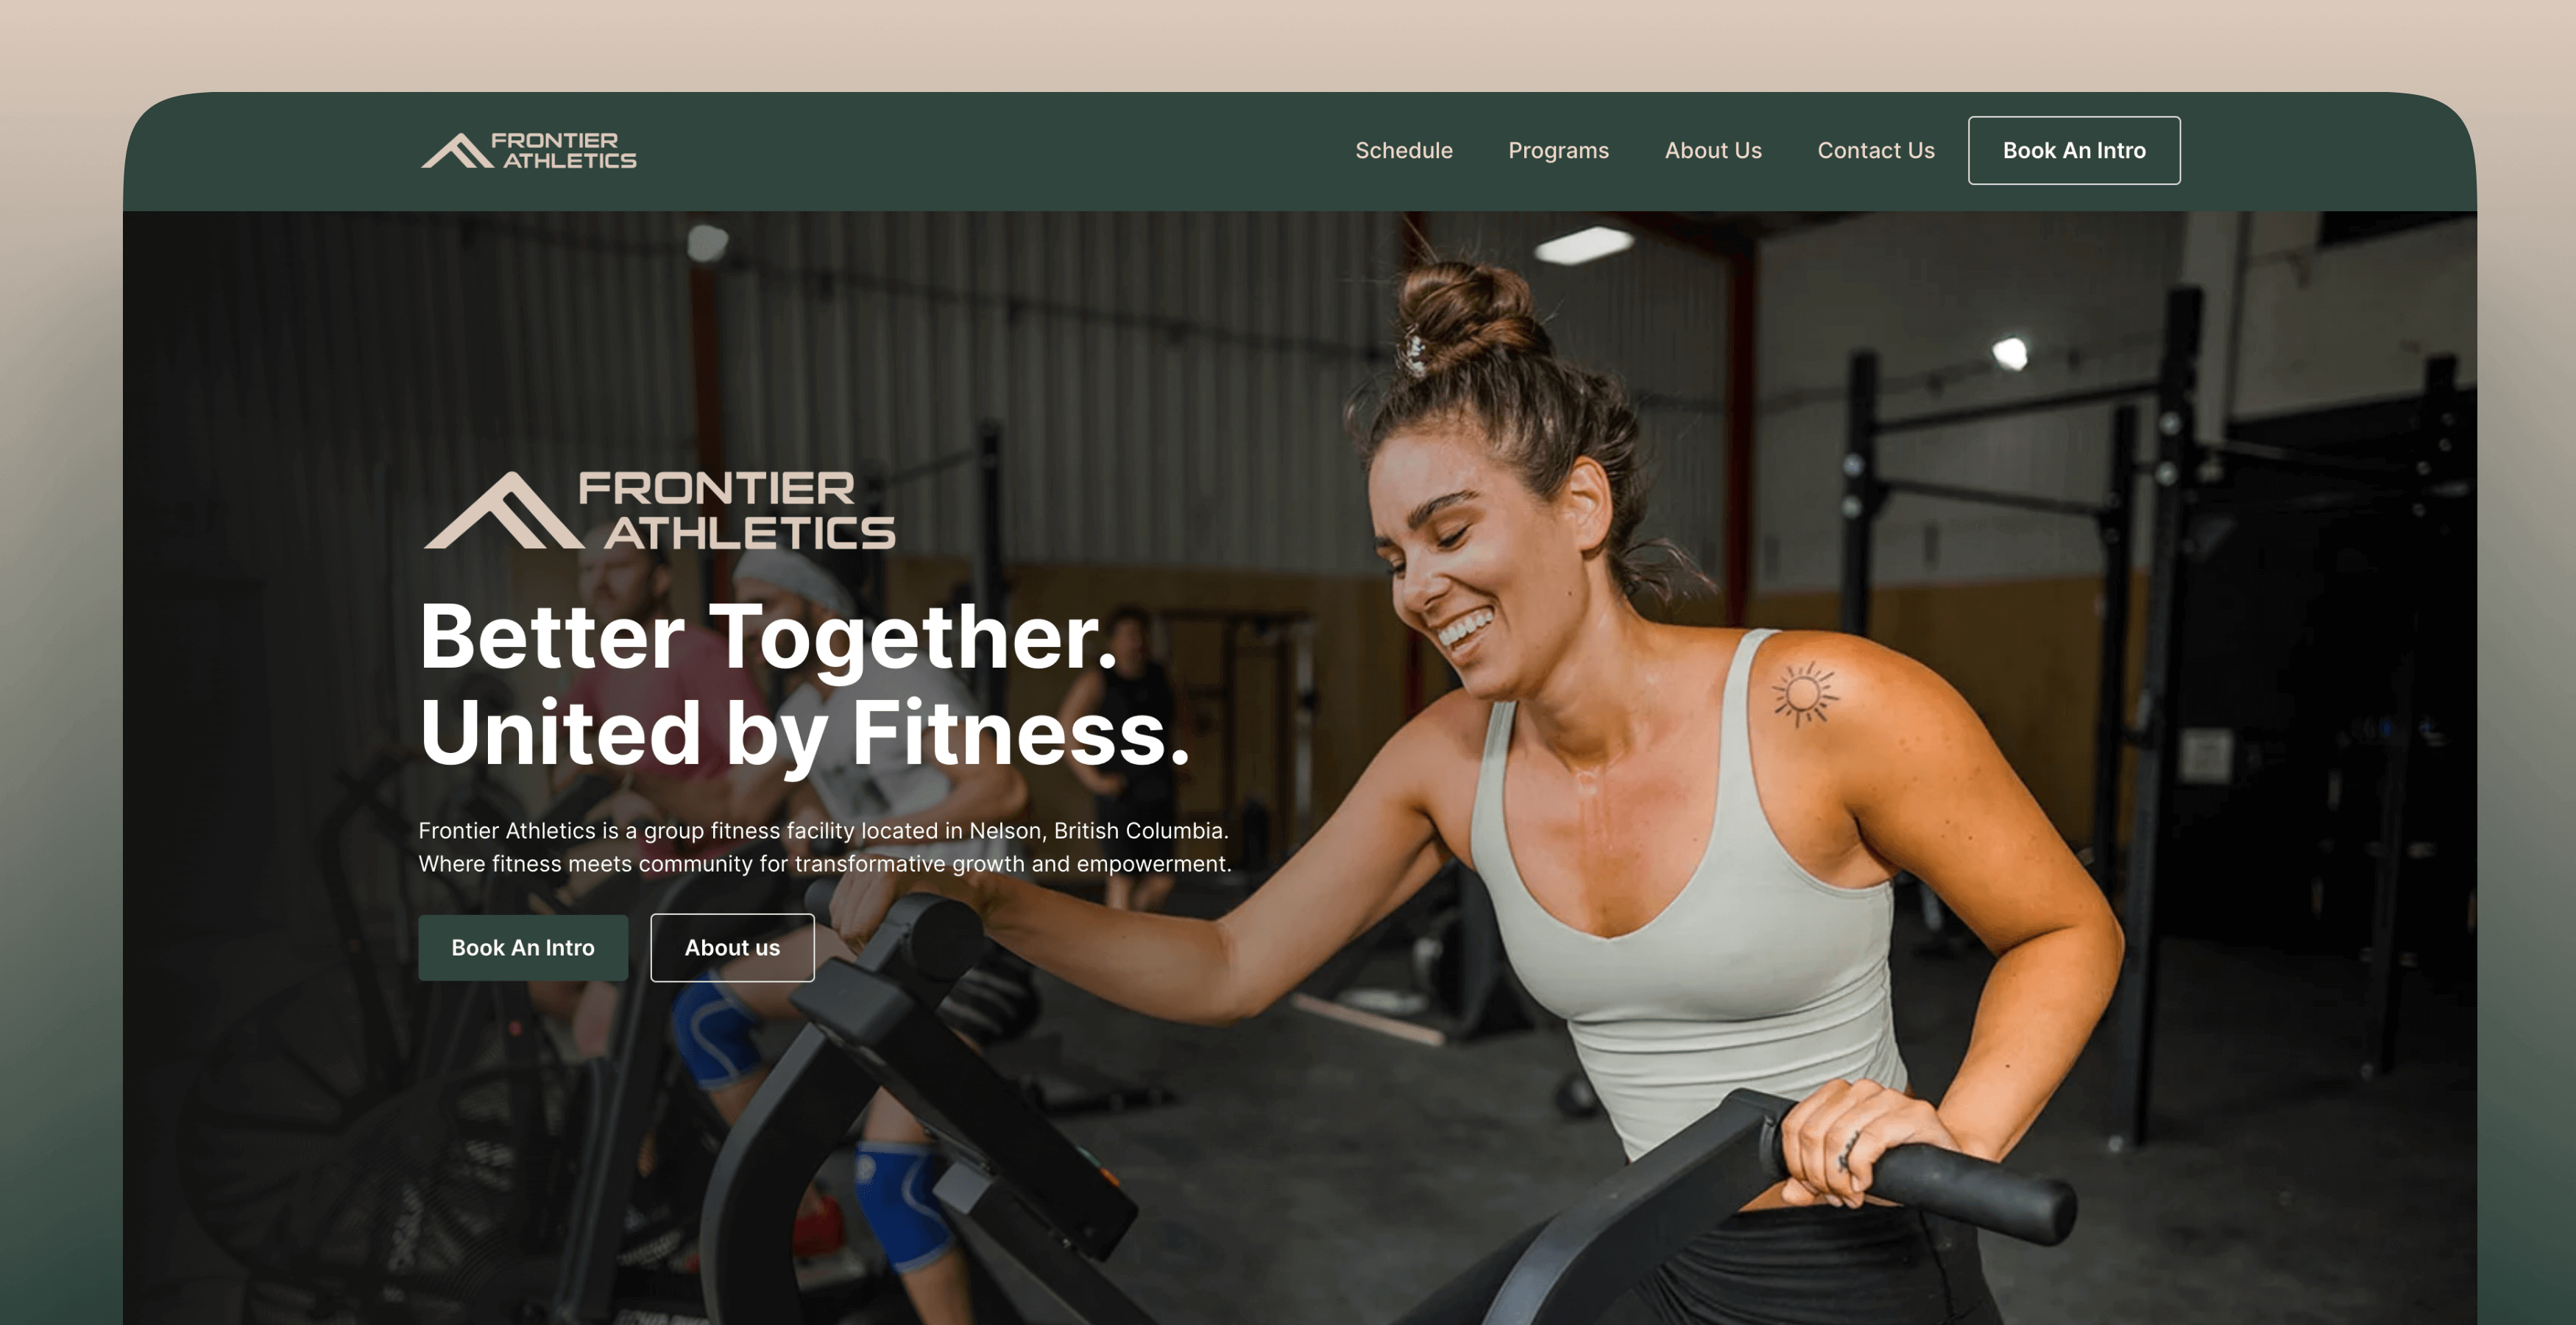 FRONTIER
ATHLETICS
Schedule
Programs
About Us
Contact Us
Book An Intro
FRONTIER
ATHLETICS
Better Together.
United by Fitness.
Frontier Athletics is a group fitness facility located in Nelson, British Columbia.
Where fitness meets community for transformative growth and empowerment.
Book An Intro
About us